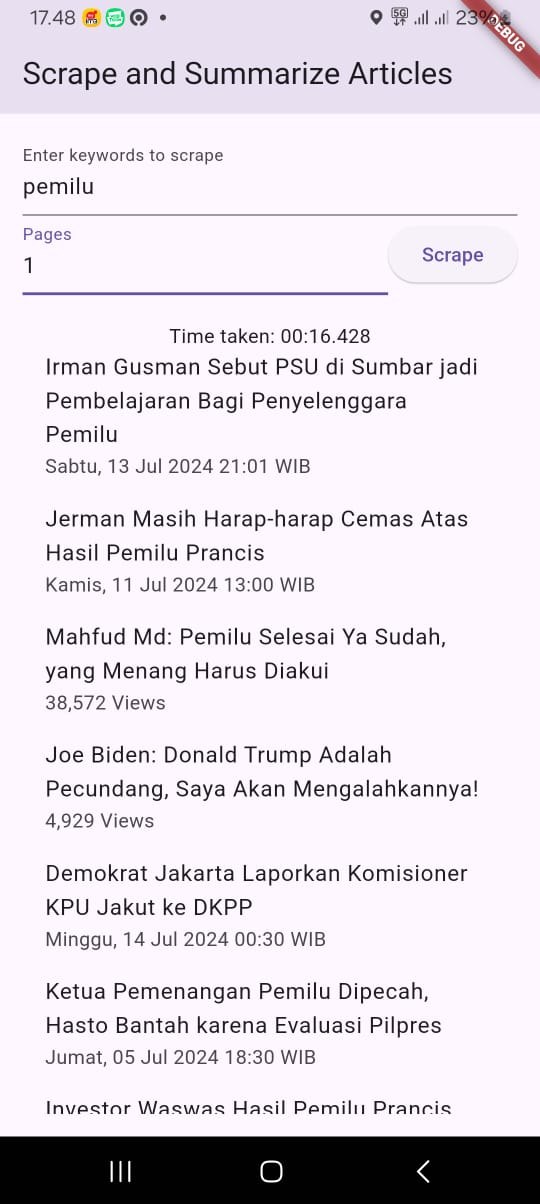 17.48
5G
23%
DEBUG
Scrape and Summarize Articles
Enter keywords to scrape
pemilu
Pages
1
Scrape
Time taken: 00:16.428
Irman Gusman Sebut PSU di Sumbar jadi
Pembelajaran Bagi Penyelenggara
Pemilu
Sabtu, 13 Jul 2024 21:01 WIB
Jerman Masih Harap-harap Cemas Atas
Hasil Pemilu Prancis
Kamis, 11 Jul 2024 13:00 WIB
Mahfud Md: Pemilu Selesai Ya Sudah,
yang Menang Harus Diakui
38,572 Views
Joe Biden: Donald Trump Adalah
Pecundang, Saya Akan Mengalahkannya!
4,929 Views
Demokrat Jakarta Laporkan Komisioner
KPU Jakut ke DKPP
Minggu, 14 Jul 2024 00:30 WIB
Ketua Pemenangan Pemilu Dipecah,
Hasto Bantah karena Evaluasi Pilpres
Jumat, 05 Jul 2024 18:30 WIB
Investor Waswas Hasil Pemilu Prancis